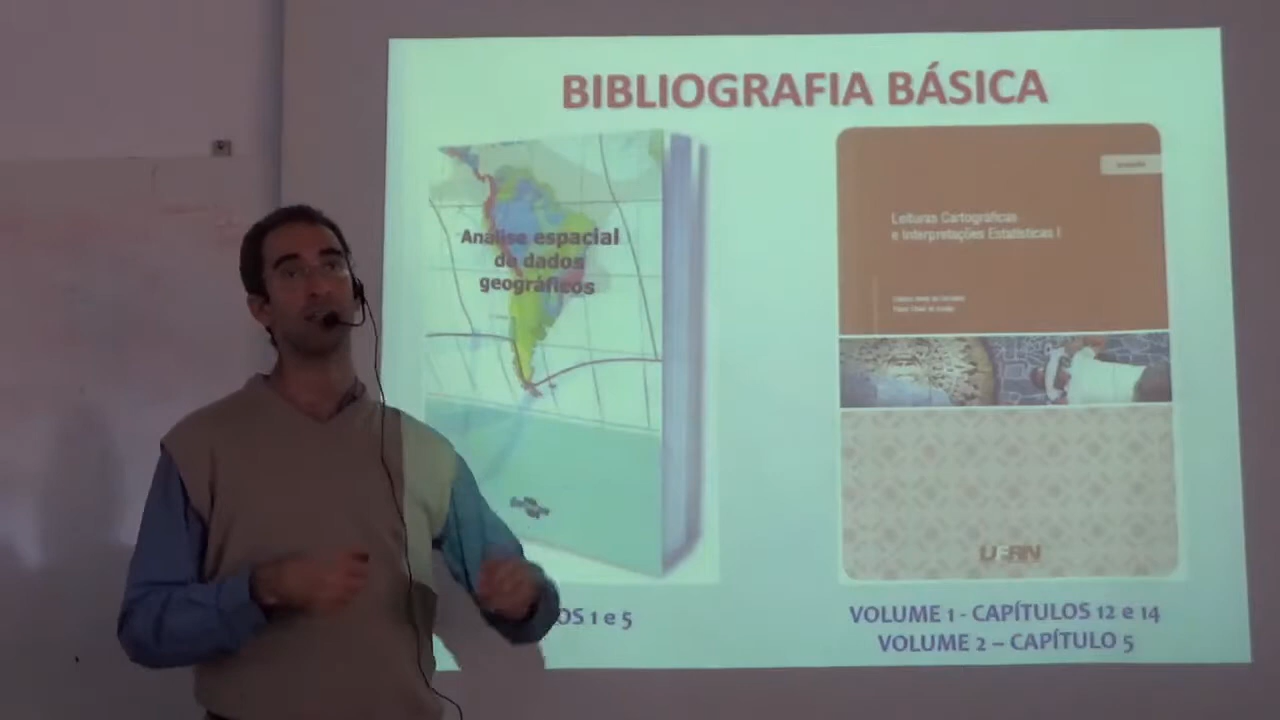 BIBLIOGRAFIA BÁSICA
Análise espacial
de dados
geográficos
Leituras Cartográficas
e Interpretações Estatísticas I
UFRN
OS 1 e 5
VOLUME 1 - CAPÍTULOS 12 e 14
VOLUME 2 – CAPÍTULO 5